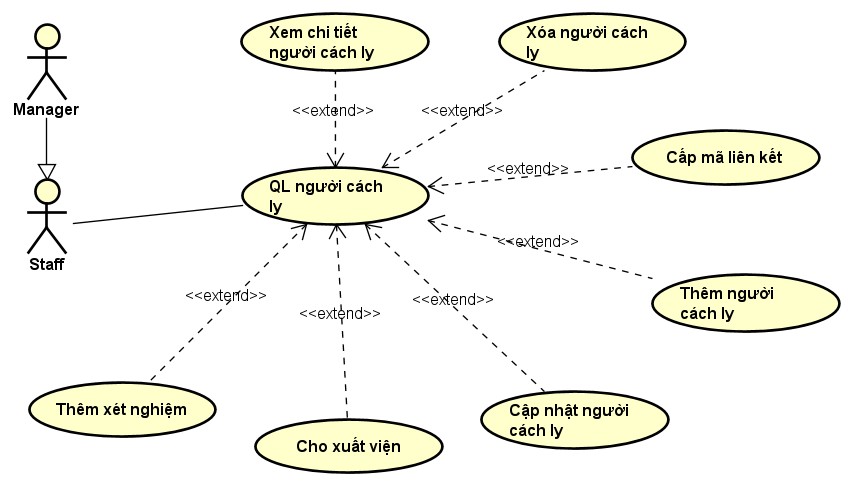 Xem chi tiết
người cách ly
Xóa người cách
ly
Manager
<<extend>>
<<extend>>
Cấp mã liên kết
<<extend>>
QL người cách
ly
Staff
<<extend>>
Thêm người
cách ly
<<extend>>
<<extend>>
<<extend>>
Thêm xét nghiệm
Cho xuất viện
Cập nhật người
cách ly